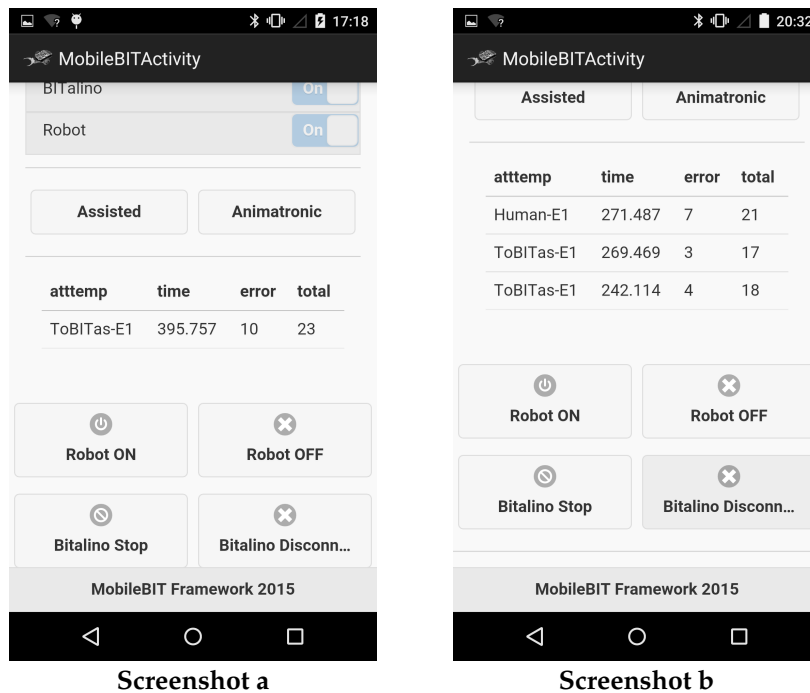 17:18
MobileBITActivity
BITalino On
Robot On
Assisted Animatronic
atttemp time error total
ToBITas-E1 395.757 10 23
Robot ON Robot OFF
Bitalino Stop Bitalino Disconn...
MobileBIT Framework 2015
Screenshot a
20:32
MobileBITActivity
Assisted Animatronic
atttemp time error total
Human-E1 271.487 7 21
ToBITas-E1 269.469 3 17
ToBITas-E1 242.114 4 18
Robot ON Robot OFF
Bitalino Stop Bitalino Disconn...
MobileBIT Framework 2015
Screenshot b